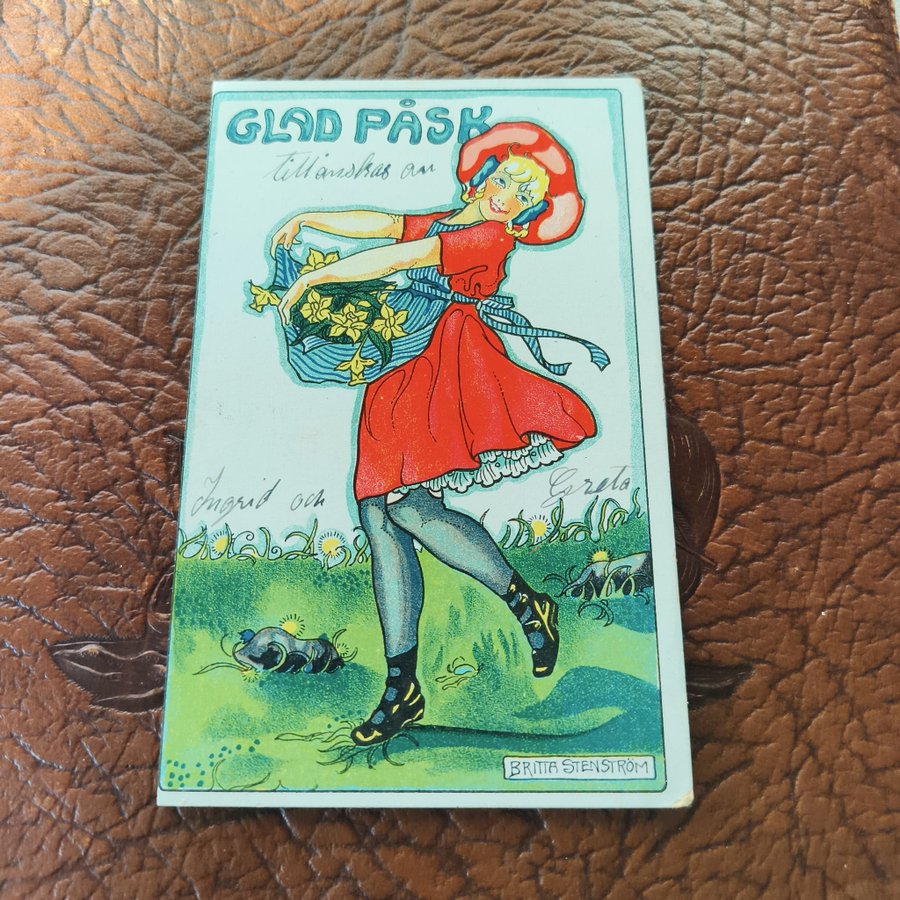 GLAD PÅSK
tillönskas av
Ingrid och Greta
BRITTA STENSTRÖM